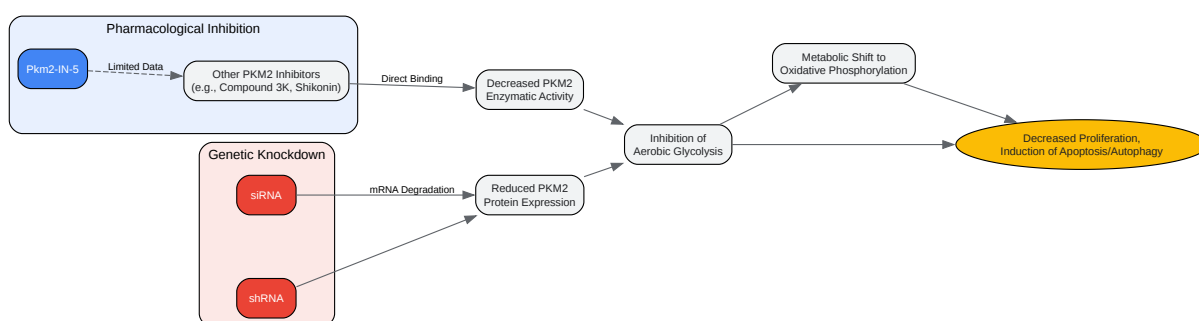 Pharmacological Inhibition
Pkm2-IN-5
Limited Data
Other PKM2 Inhibitors
(e.g., Compound 3K, Shikonin)
Direct Binding
Decreased PKM2
Enzymatic Activity
Metabolic Shift to
Oxidative Phosphorylation
Inhibition of
Aerobic Glycolysis
Decreased Proliferation,
Induction of Apoptosis/Autophagy
Genetic Knockdown
siRNA
mRNA Degradation
Reduced PKM2
Protein Expression
shRNA